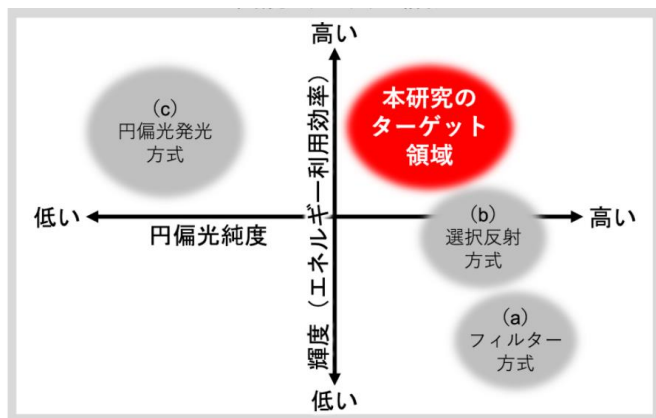 高い
(c)
円偏光発光
方式
本研究の
ターゲット
領域
低い
円偏光純度
輝度（エネルギー利用効率）
高い
(b)
選択反射
方式
(a)
フィルター
方式
低い